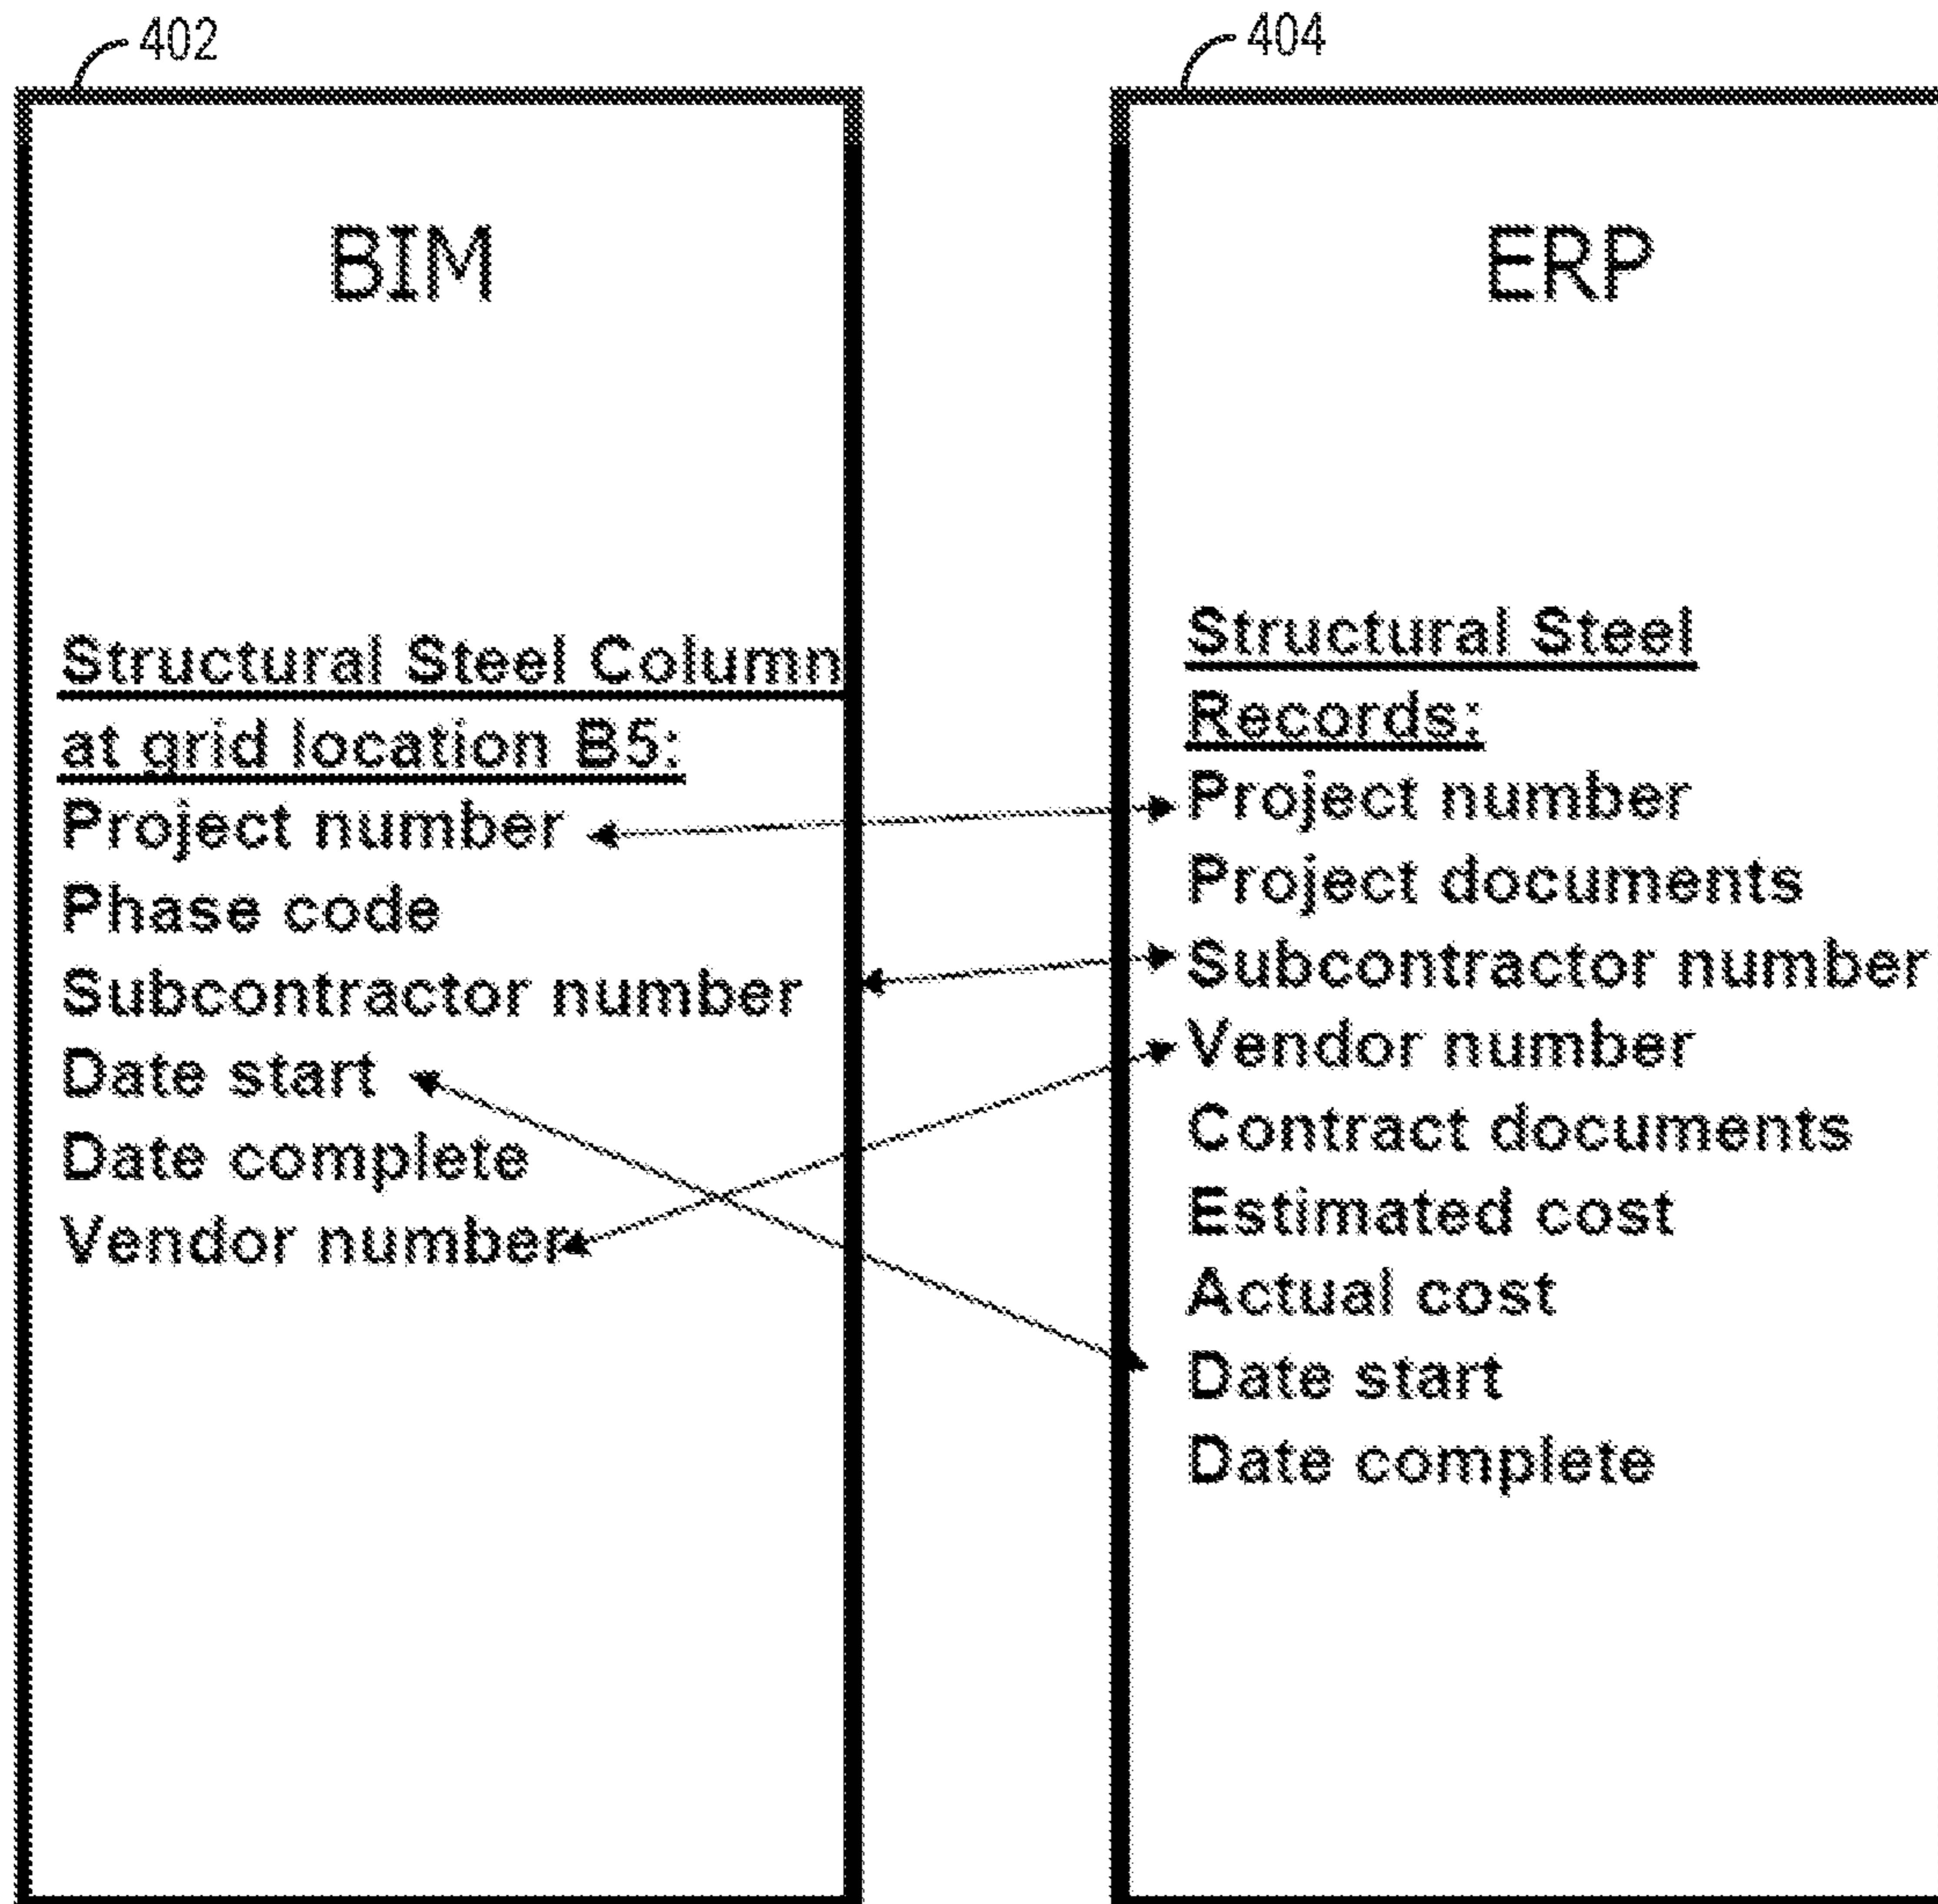 402
BIM
Structural Steel Column
at grid location B5:
Project number
Phase code
Subcontractor number
Date start
Date complete
Vendor number
404
ERP
Structural Steel
Records:
Project number
Project documents
Subcontractor number
Vendor number
Contract documents
Estimated cost
Actual cost
Date start
Date complete